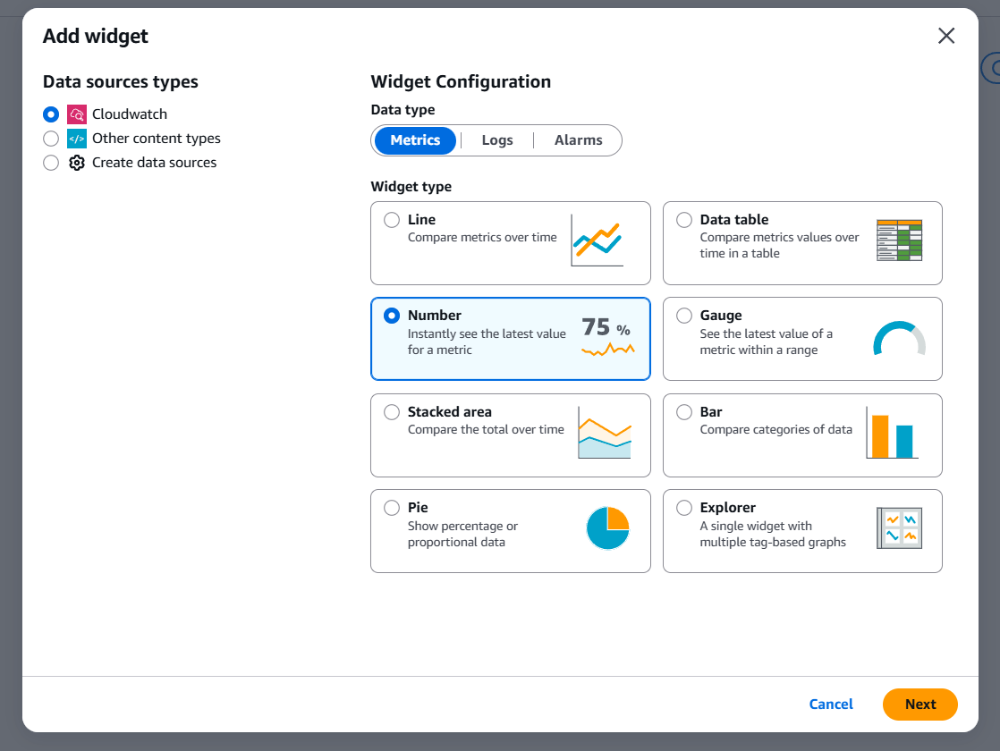 Add widget
Data sources types
Cloudwatch
</> Other content types
Create data sources
Widget Configuration
Data type
Metrics
Logs
Alarms
Widget type
Line
Compare metrics over time
Data table
Compare metrics values over
time in a table
Number
Instantly see the latest value
for a metric
75 %
Gauge
See the latest value of a
metric within a range
Stacked area
Compare the total over time
Bar
Compare categories of data
Pie
Show percentage or
proportional data
Explorer
A single widget with
multiple tag-based graphs
Cancel
Next